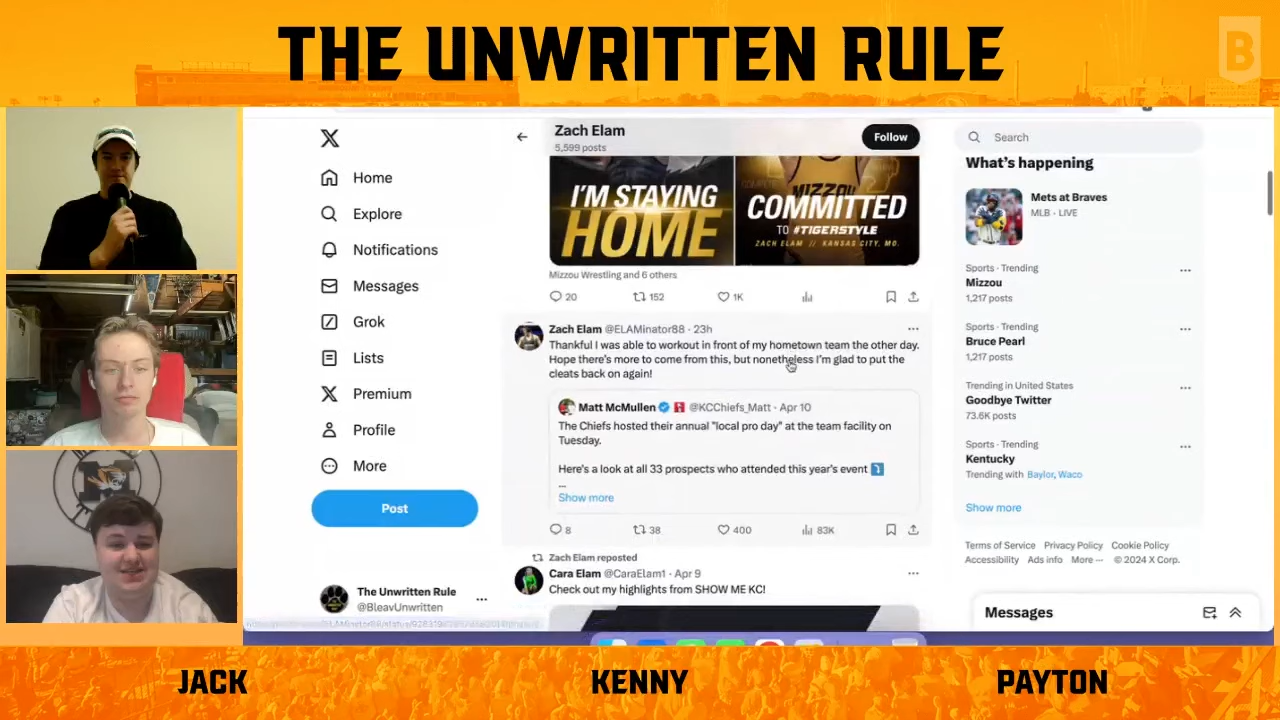 THE UNWRITTEN RULE
B
Home
Explore
Notifications
Messages
Grok
Lists
Premium
Profile
More
Post
The Unwritten Rule
@BleavUnwritten
Zach Elam
5,599 posts
Follow
I'M STAYING
HOME
MIZZOU
COMMITTED
TO #TIGERSTYLE
ZACH ELAM // KANSAS CITY, MO.
Mizzou Wrestling and 6 others
20 152 1K
Zach Elam @ELAMinator88 · 23h
Thankful I was able to workout in front of my hometown team the other day.
Hope there's more to come from this, but nonetheless I'm glad to put the
cleats back on again!
Matt McMullen @KCChiefs_Matt · Apr 10
The Chiefs hosted their annual "local pro day" at the team facility on
Tuesday.
Here's a look at all 33 prospects who attended this year's event
...
Show more
8 38 400 83K
Zach Elam reposted
Cara Elam @CaraElam1 · Apr 9
Check out my highlights from SHOW ME KC!
Search
What's happening
Mets at Braves
MLB · LIVE
Sports · Trending
Mizzou
1,217 posts
Sports · Trending
Bruce Pearl
1,217 posts
Trending in United States
Goodbye Twitter
73.6K posts
Sports · Trending
Kentucky
Trending with Baylor, Waco
Show more
Terms of Service Privacy Policy Cookie Policy
Accessibility Ads info More ··· © 2024 X Corp.
Messages
JACK
KENNY
PAYTON